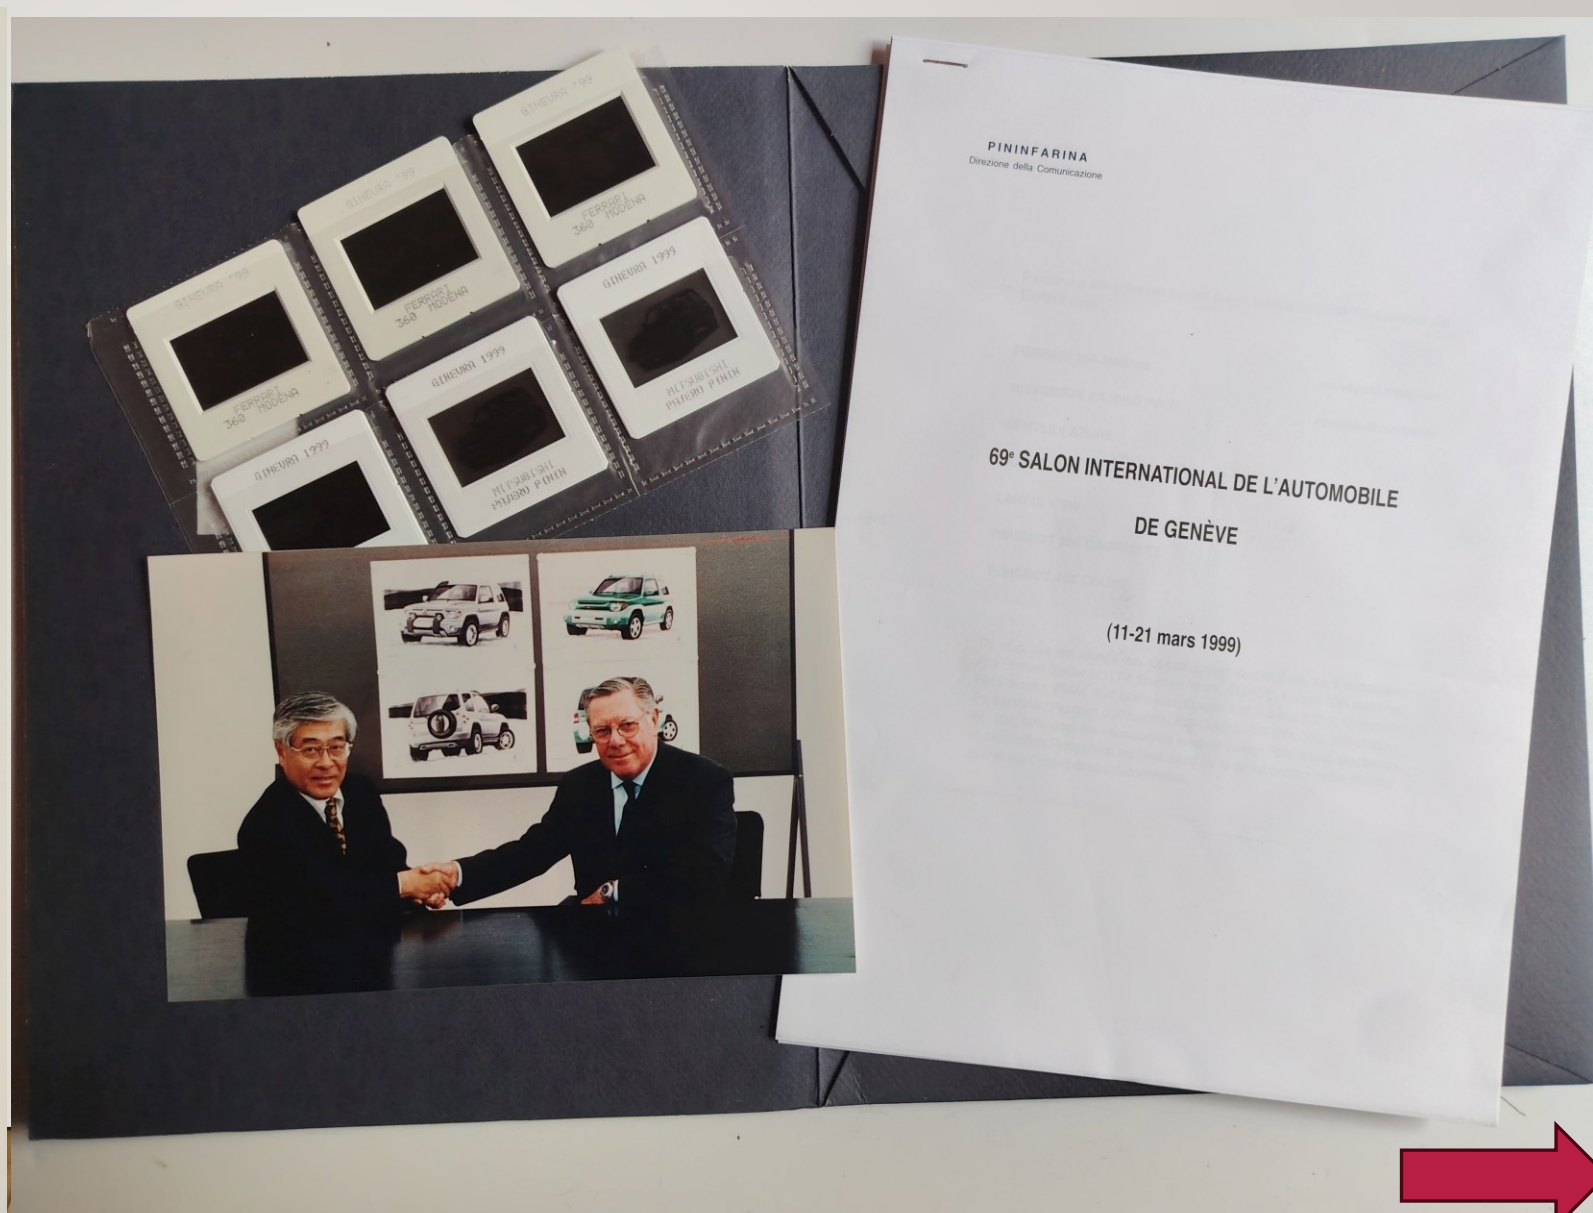 GINEVRA '99
FERRARI
360 MODENA
GINEVRA '99
FERRARI
360 MODENA
GINEVRA '99
FERRARI
360 MODENA
GINEVRA 1999
GINEVRA 1999
MITSUBISHI
PAJERO PININ
GINEVRA 1999
MITSUBISHI
PAJERO PININ
PININFARINA
Direzione della Comunicazione
69e SALON INTERNATIONAL DE L'AUTOMOBILE
DE GENÈVE
(11-21 mars 1999)